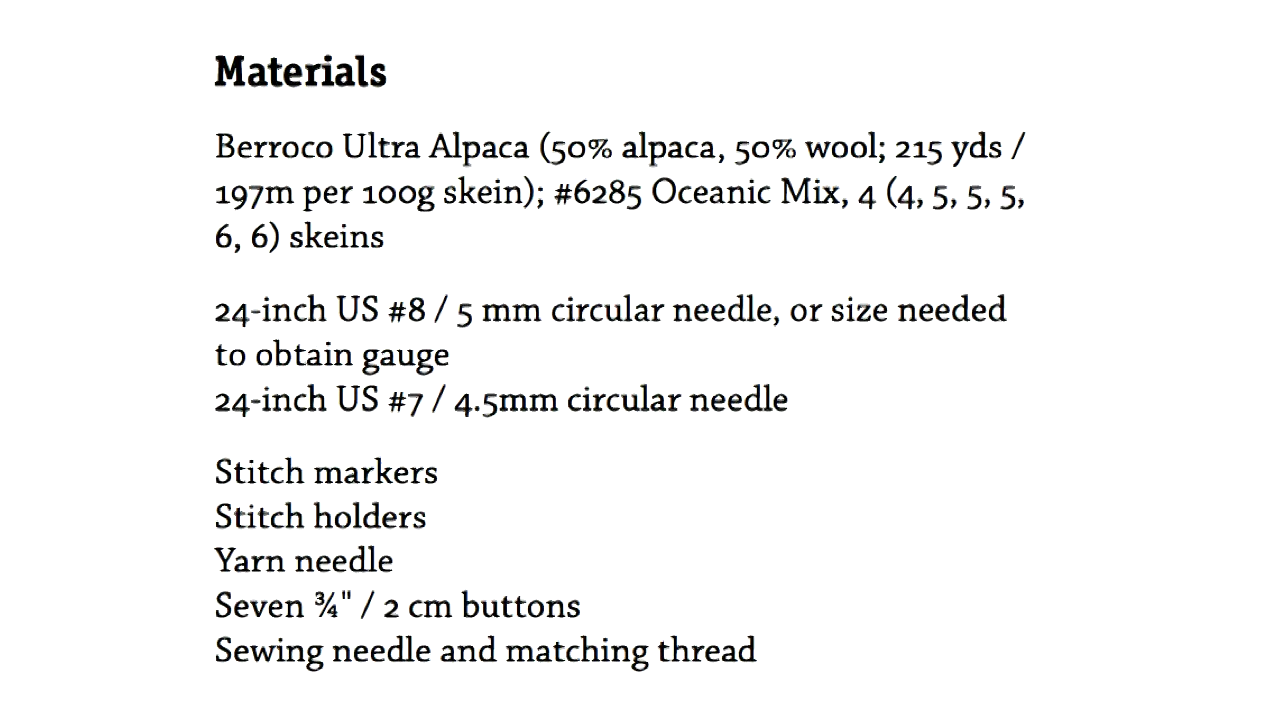 Materials
Berroco Ultra Alpaca (50% alpaca, 50% wool; 215 yds /
197m per 100g skein); #6285 Oceanic Mix, 4 (4, 5, 5, 5,
6, 6) skeins
24-inch US #8 / 5 mm circular needle, or size needed
to obtain gauge
24-inch US #7 / 4.5mm circular needle
Stitch markers
Stitch holders
Yarn needle
Seven ¾" / 2 cm buttons
Sewing needle and matching thread